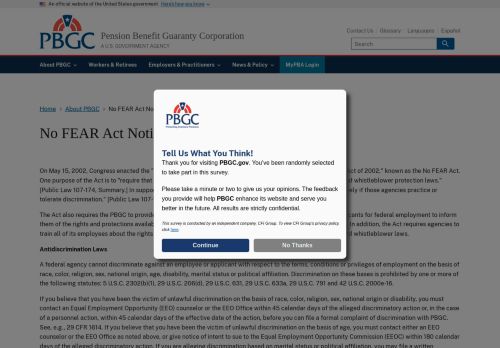 An official website of the United States government Here's how you know
PBGC
Pension Benefit Guaranty Corporation
A U.S. GOVERNMENT AGENCY
Contact Us | Glossary | Languages | Español
Search
About PBGC Workers & Retirees Employers & Practitioners News & Policy MyPBA Login
Home > About PBGC > No FEAR Act Not
No FEAR Act Noti
On May 15, 2002, Congress enacted the " ct of 2002," known as the No FEAR Act.
One purpose of the Act is to "require that d whistleblower protection laws."
[Public Law 107-174, Summary.] In suppo ely if those agencies practice or
tolerate discrimination." [Public Law 107-
The Act also requires the PBGC to provide cants for federal employment to inform
them of the rights and protections availab In addition, the Act requires agencies to
train all of its employees about the rights d whistleblower laws.
PBGC
Protecting America's Pensions
Tell Us What You Think!
Thank you for visiting PBGC.gov. You've been randomly selected
to take part in this survey.
Please take a minute or two to give us your opinions. The feedback
you provide will help PBGC enhance its website and serve you
better in the future. All results are strictly confidential.
This survey is conducted by an independent company, CFI Group. To view CFI Group's privacy policy
click here.
Continue No Thanks
Antidiscrimination Laws
A federal agency cannot discriminate against an employee or applicant with respect to the terms, conditions or privileges of employment on the basis of
race, color, religion, sex, national origin, age, disability, marital status or political affiliation. Discrimination on these bases is prohibited by one or more of
the following statutes: 5 U.S.C. 2302(b)(1), 29 U.S.C. 206(d), 29 U.S.C. 631, 29 U.S.C. 633a, 29 U.S.C. 791 and 42 U.S.C. 2000e-16.
If you believe that you have been the victim of unlawful discrimination on the basis of race, color, religion, sex, national origin or disability, you must
contact an Equal Employment Opportunity (EEO) counselor or the EEO Office within 45 calendar days of the alleged discriminatory action or, in the case
of a personnel action, within 45 calendar days of the effective date of the action, before you can file a formal complaint of discrimination with PBGC.
See, e.g., 29 CFR 1614. If you believe that you have been the victim of unlawful discrimination on the basis of age, you must contact either an EEO
counselor or the EEO Office as noted above, or give notice of intent to sue to the Equal Employment Opportunity Commission (EEOC) within 180 calendar
days of the alleged discriminatory action. If you are alleging discrimination based on marital status or political affiliation, you may file a written